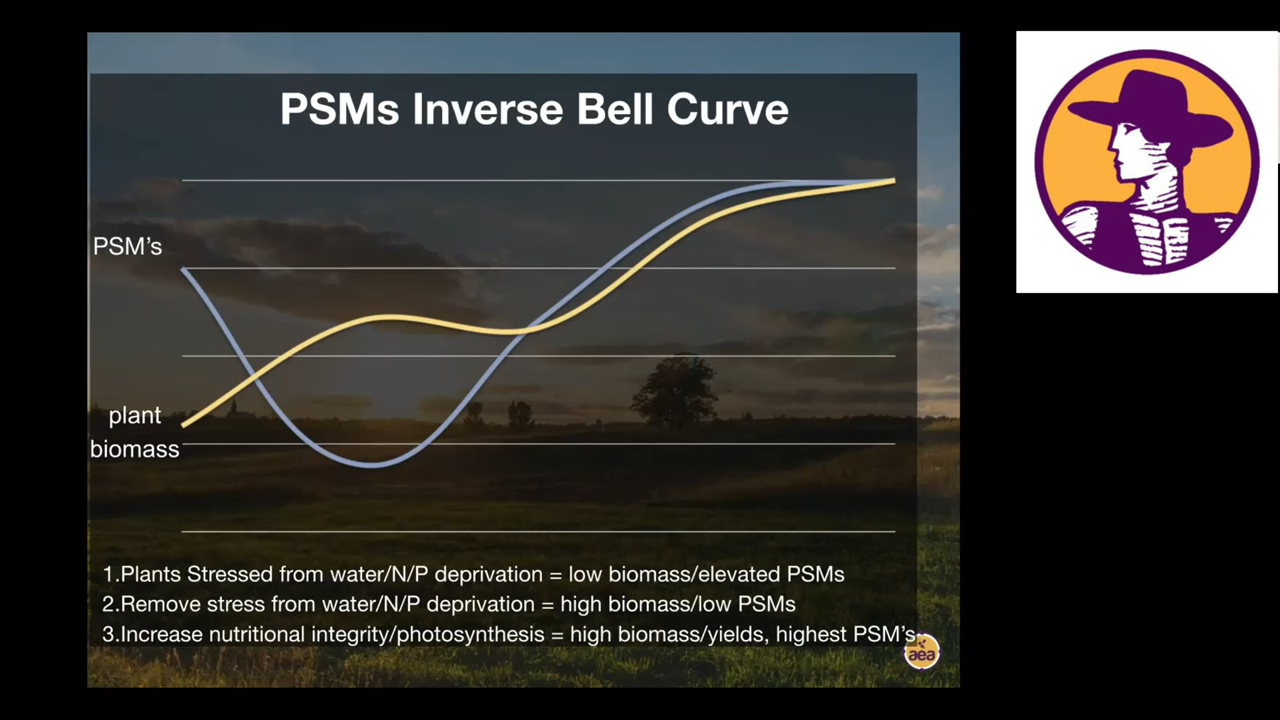 PSMs Inverse Bell Curve
PSM's
plant
biomass
1.Plants Stressed from water/N/P deprivation = low biomass/elevated PSMs
2.Remove stress from water/N/P deprivation = high biomass/low PSMs
3.Increase nutritional integrity/photosynthesis = high biomass/yields, highest PSM's
aea